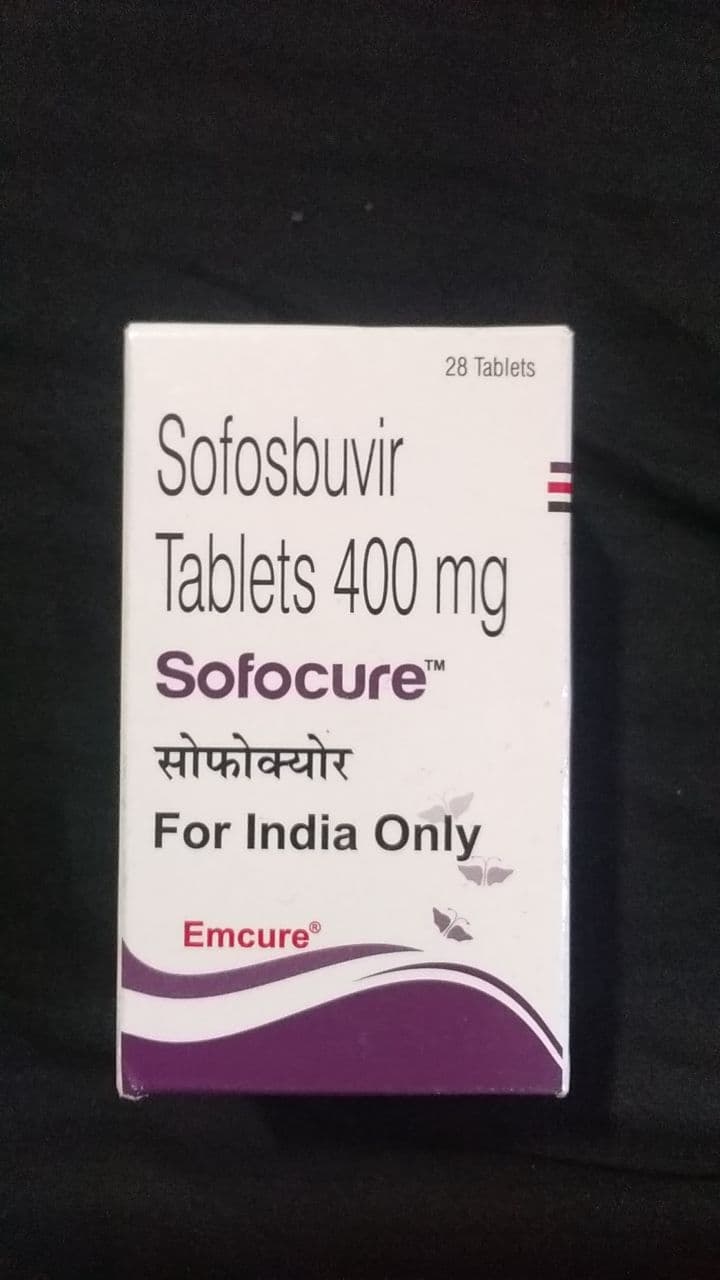 28 Tablets
Sofosbuvir
Tablets 400 mg
Sofocure™
सोफोक्योर
For India Only
Emcure®